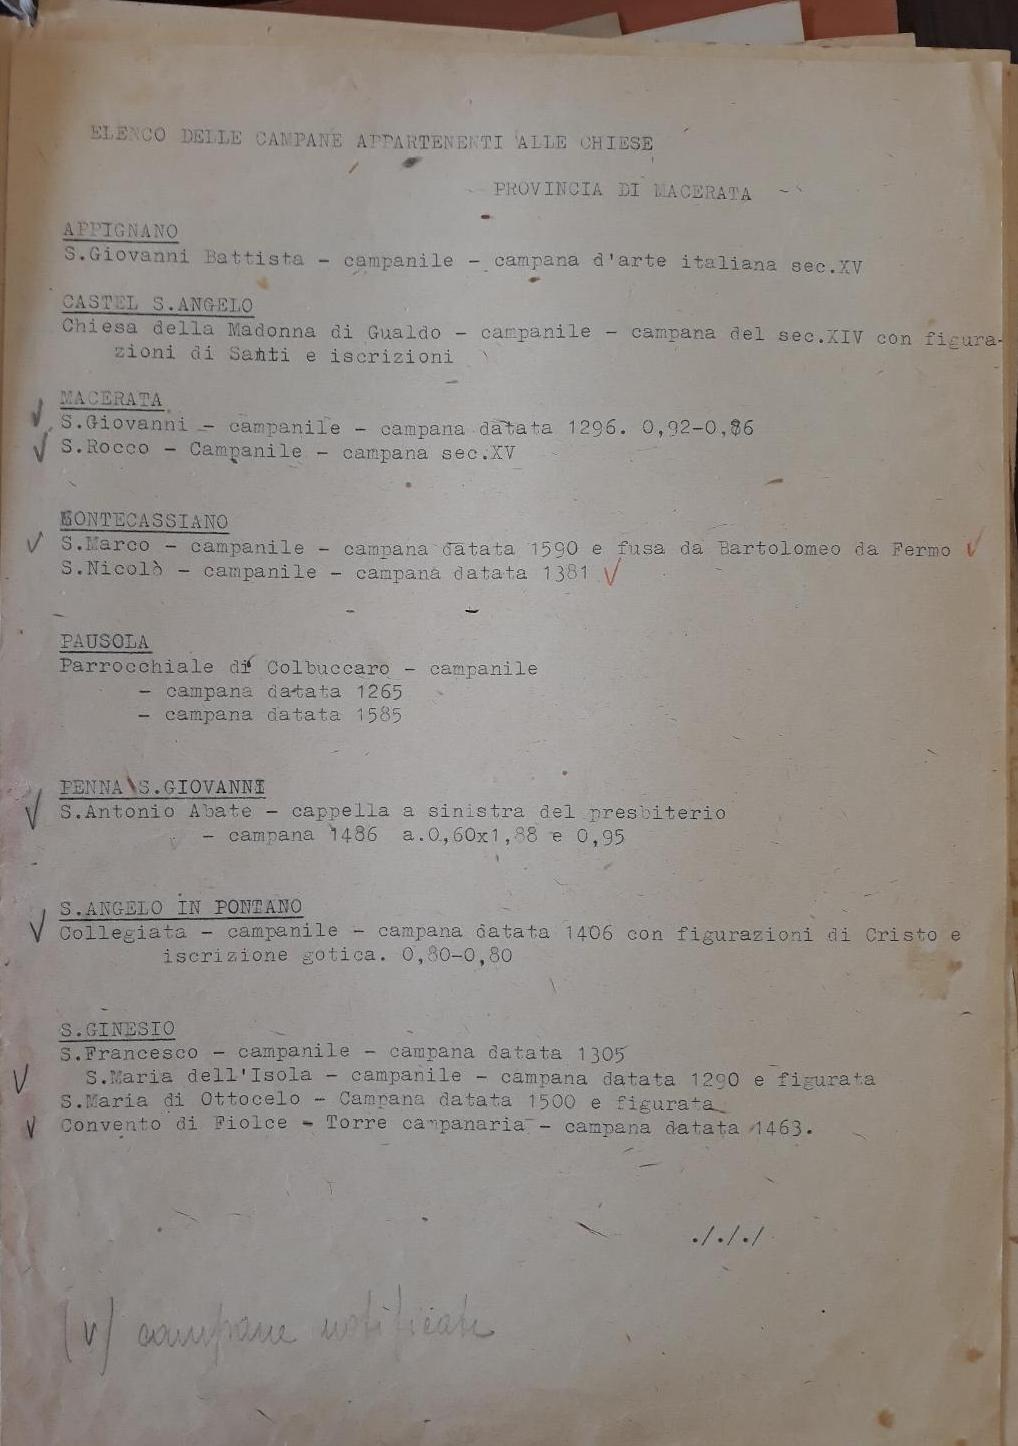 ELENCO DELLE CAMPANE APPARTENENTI ALLE CHIESE
PROVINCIA DI MACERATA
APPIGNANO
S.Giovanni Battista - campanile - campana d'arte italiana sec.XV
CASTEL S.ANGELO
Chiesa della Madonna di Gualdo - campanile - campana del sec.XIV con figura-
zioni di Santi e iscrizioni
MACERATA
√ S.Giovanni - campanile - campana datata 1296. 0,92-0,86
√ S.Rocco - Campanile - campana sec.XV
MONTECASSIANO
√ S.Marco - campanile - campana datata 1590 e fusa da Bartolomeo da Fermo √
S.Nicolò - campanile - campana datata 1381 √
PAUSOLA
Parrocchiale di Colbuccaro - campanile
- campana datata 1265
- campana datata 1585
PENNA S.GIOVANNI
√ S.Antonio Abate - cappella a sinistra del presbiterio
- campana 1486 a.0,60x1,88 e 0,95
S.ANGELO IN PONTANO
√ Collegiata - campanile - campana datata 1406 con figurazioni di Cristo e
iscrizione gotica. 0,80-0,80
S.GINESIO
S.Francesco - campanile - campana datata 1305
√ S.Maria dell'Isola - campanile - campana datata 1290 e figurata
S.Maria di Ottocelo - Campana datata 1500 e figurata
√ Convento di Fiolce - Torre campanaria - campana datata 1463.
././.
(v) campane notificate